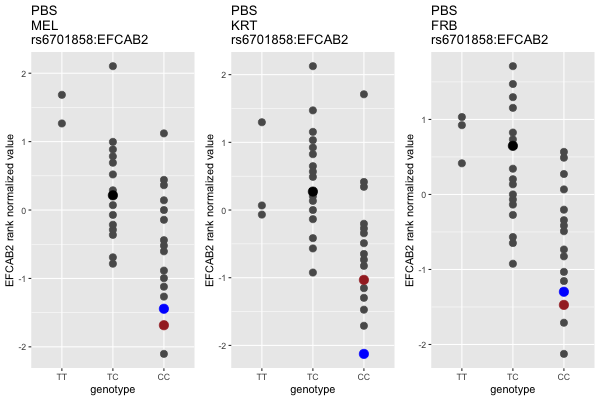 PBS
MEL
rs6701858:EFCAB2
EFCAB2 rank normalized value
2
1
0
-1
-2
TT TC CC
genotype
PBS
KRT
rs6701858:EFCAB2
EFCAB2 rank normalized value
2
1
0
-1
-2
TT TC CC
genotype
PBS
FRB
rs6701858:EFCAB2
EFCAB2 rank normalized value
1
0
-1
-2
TT TC CC
genotype